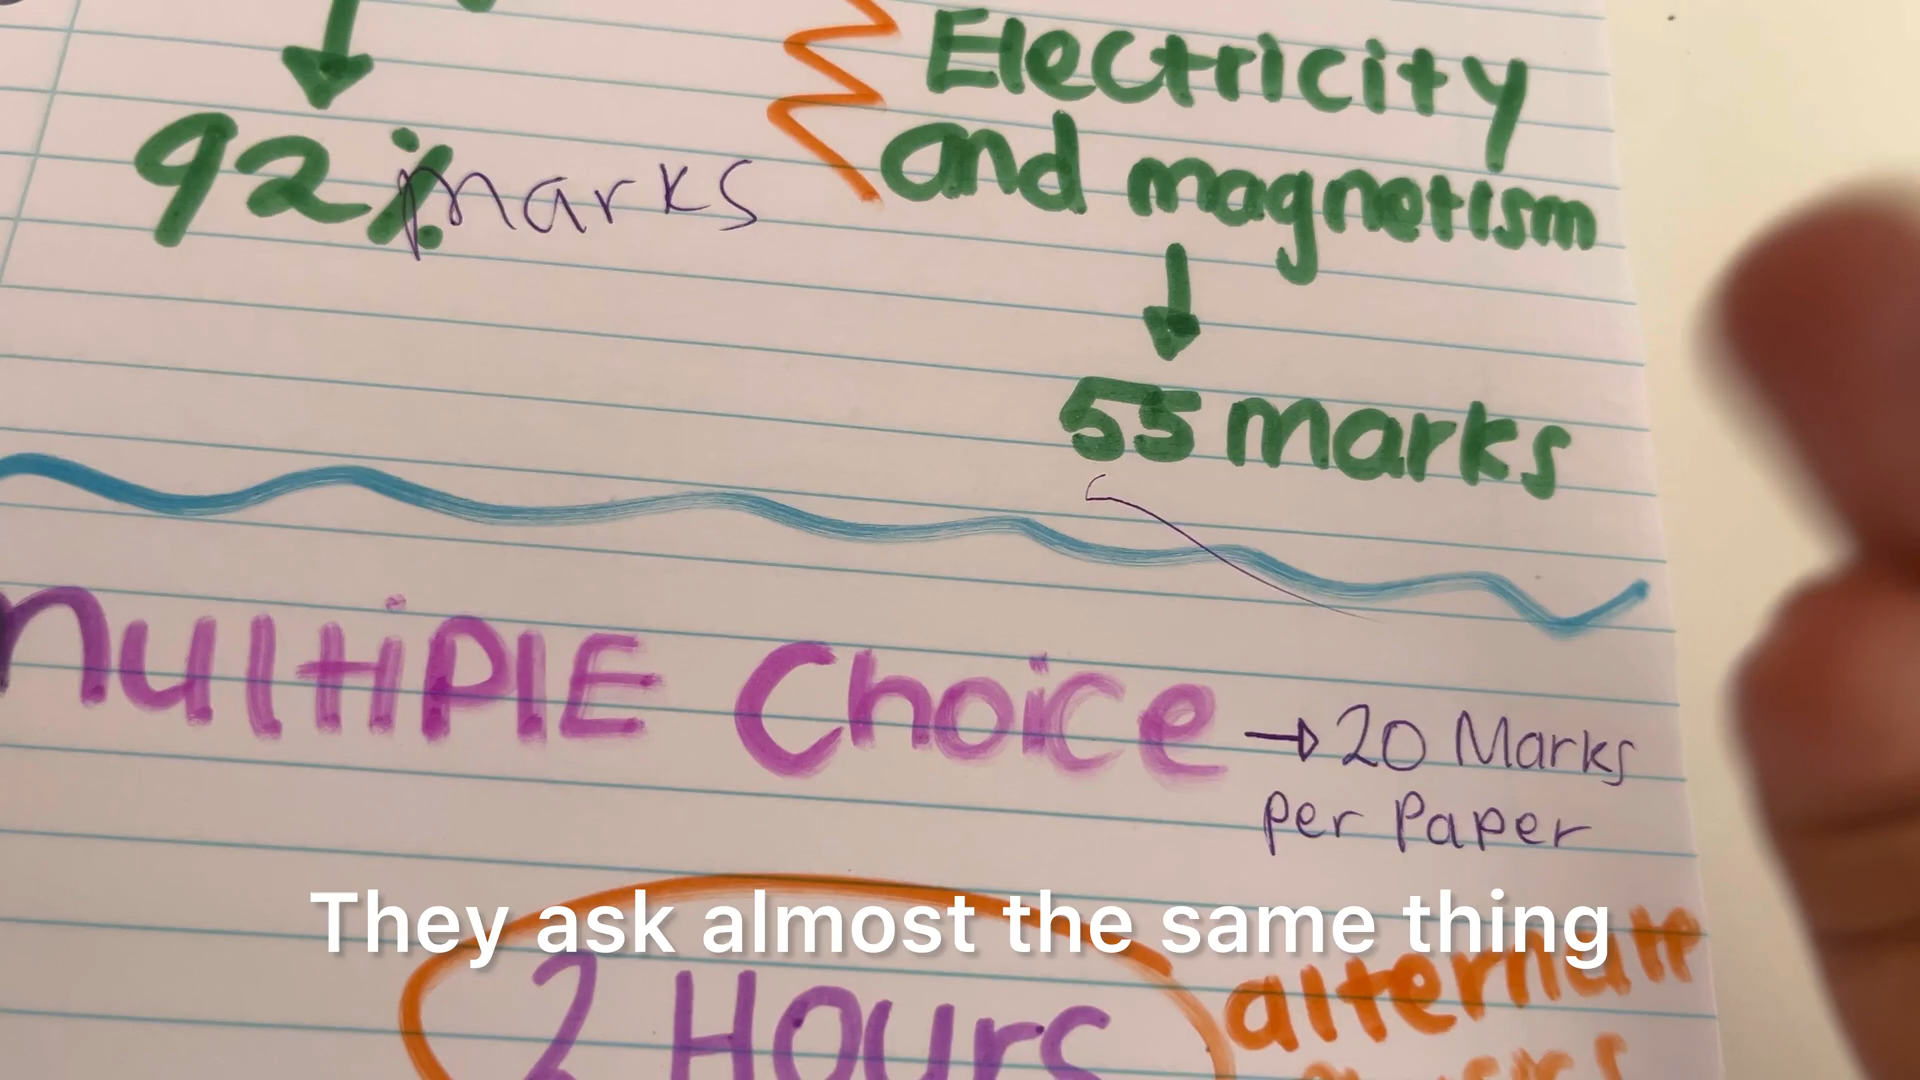 Electricity
and magnetism
92% marks
55 marks
Multiple Choice → 20 Marks
per Paper
They ask almost the same thing
2 Hours
alternate